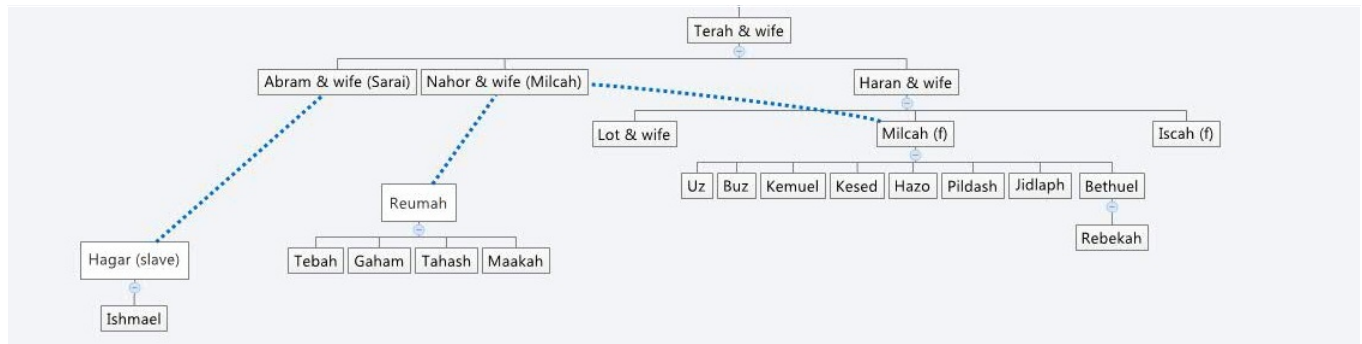 Terah & wife
Abram & wife (Sarai)
Nahor & wife (Milcah)
Haran & wife
Lot & wife
Milcah (f)
Iscah (f)
Uz
Buz
Kemuel
Kesed
Hazo
Pildash
Jidlaph
Bethuel
Reumah
Rebekah
Tebah
Gaham
Tahash
Maakah
Hagar (slave)
Ishmael